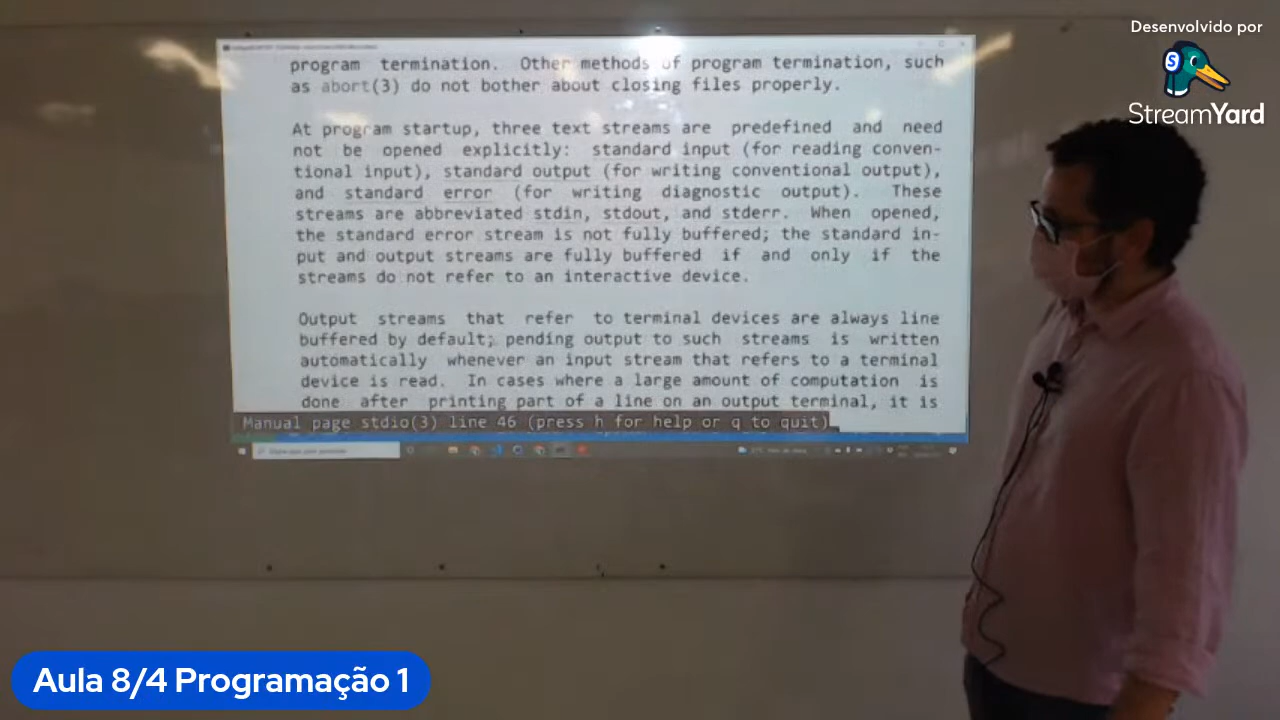 Desenvolvido por
StreamYard
program termination. Other methods of program termination, such
as abort(3) do not bother about closing files properly.
At program startup, three text streams are predefined and need
not be opened explicitly: standard input (for reading conven-
tional input), standard output (for writing conventional output),
and standard error (for writing diagnostic output). These
streams are abbreviated stdin, stdout, and stderr. When opened,
the standard error stream is not fully buffered; the standard in-
put and output streams are fully buffered if and only if the
streams do not refer to an interactive device.
Output streams that refer to terminal devices are always line
buffered by default; pending output to such streams is written
automatically whenever an input stream that refers to a terminal
device is read. In cases where a large amount of computation is
done after printing part of a line on an output terminal, it is
Manual page stdio(3) line 46 (press h for help or q to quit)
Aula 8/4 Programação 1